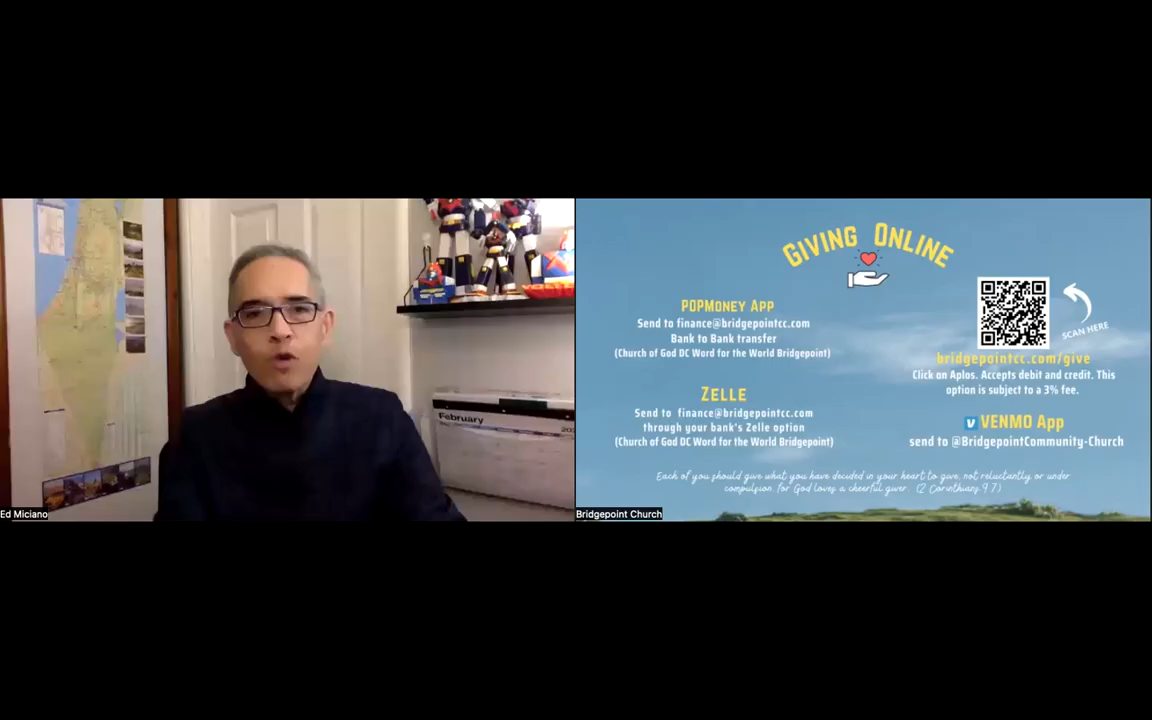 February
202
Ed Miciano
GIVING ONLINE
POPMONEY APP
Send to finance@bridgepointcc.com
Bank to Bank transfer
(Church of God DC Word for the World Bridgepoint)
ZELLE
Send to finance@bridgepointcc.com
through your bank's Zelle option
(Church of God DC Word for the World Bridgepoint)
SCAN HERE
bridgepointcc.com/give
Click on Aplos. Accepts debit and credit. This
option is subject to a 3% fee.
VENMO App
send to @BridgepointCommunity-Church
Each of you should give what you have decided in your heart to give, not reluctantly or under
compulsion, for God loves a cheerful giver. (2 Corinthians 9:7)
Bridgepoint Church